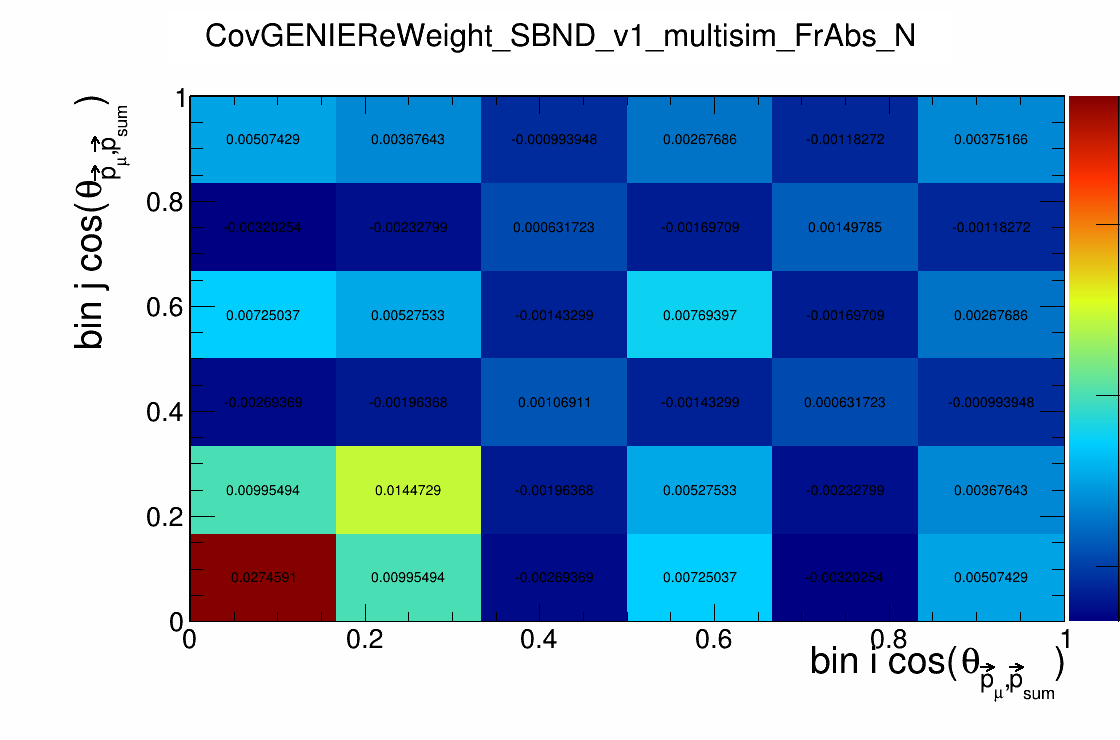 CovGENIEReWeight_SBND_v1_multisim_FrAbs_N
bin j cos(θ p⃗μ,p⃗sum)
1
0.00507429 0.00367643 -0.000993948 0.00267686 -0.00118272 0.00375166
0.8
-0.00320254 -0.00232799 0.000631723 -0.00169709 0.00149785 -0.00118272
0.6
0.00725037 0.00527533 -0.00143299 0.00769397 -0.00169709 0.00267686
0.4
-0.00269369 -0.00196368 0.00106911 -0.00143299 0.000631723 -0.000993948
0.00995494 0.0144729 -0.00196368 0.00527533 -0.00232799 0.00367643
0.2
0.0274591 0.00995494 -0.00269369 0.00725037 -0.00320254 0.00507429
0
0 0.2 0.4 0.6 0.8 1
bin i cos(θ p⃗μ,p⃗sum)